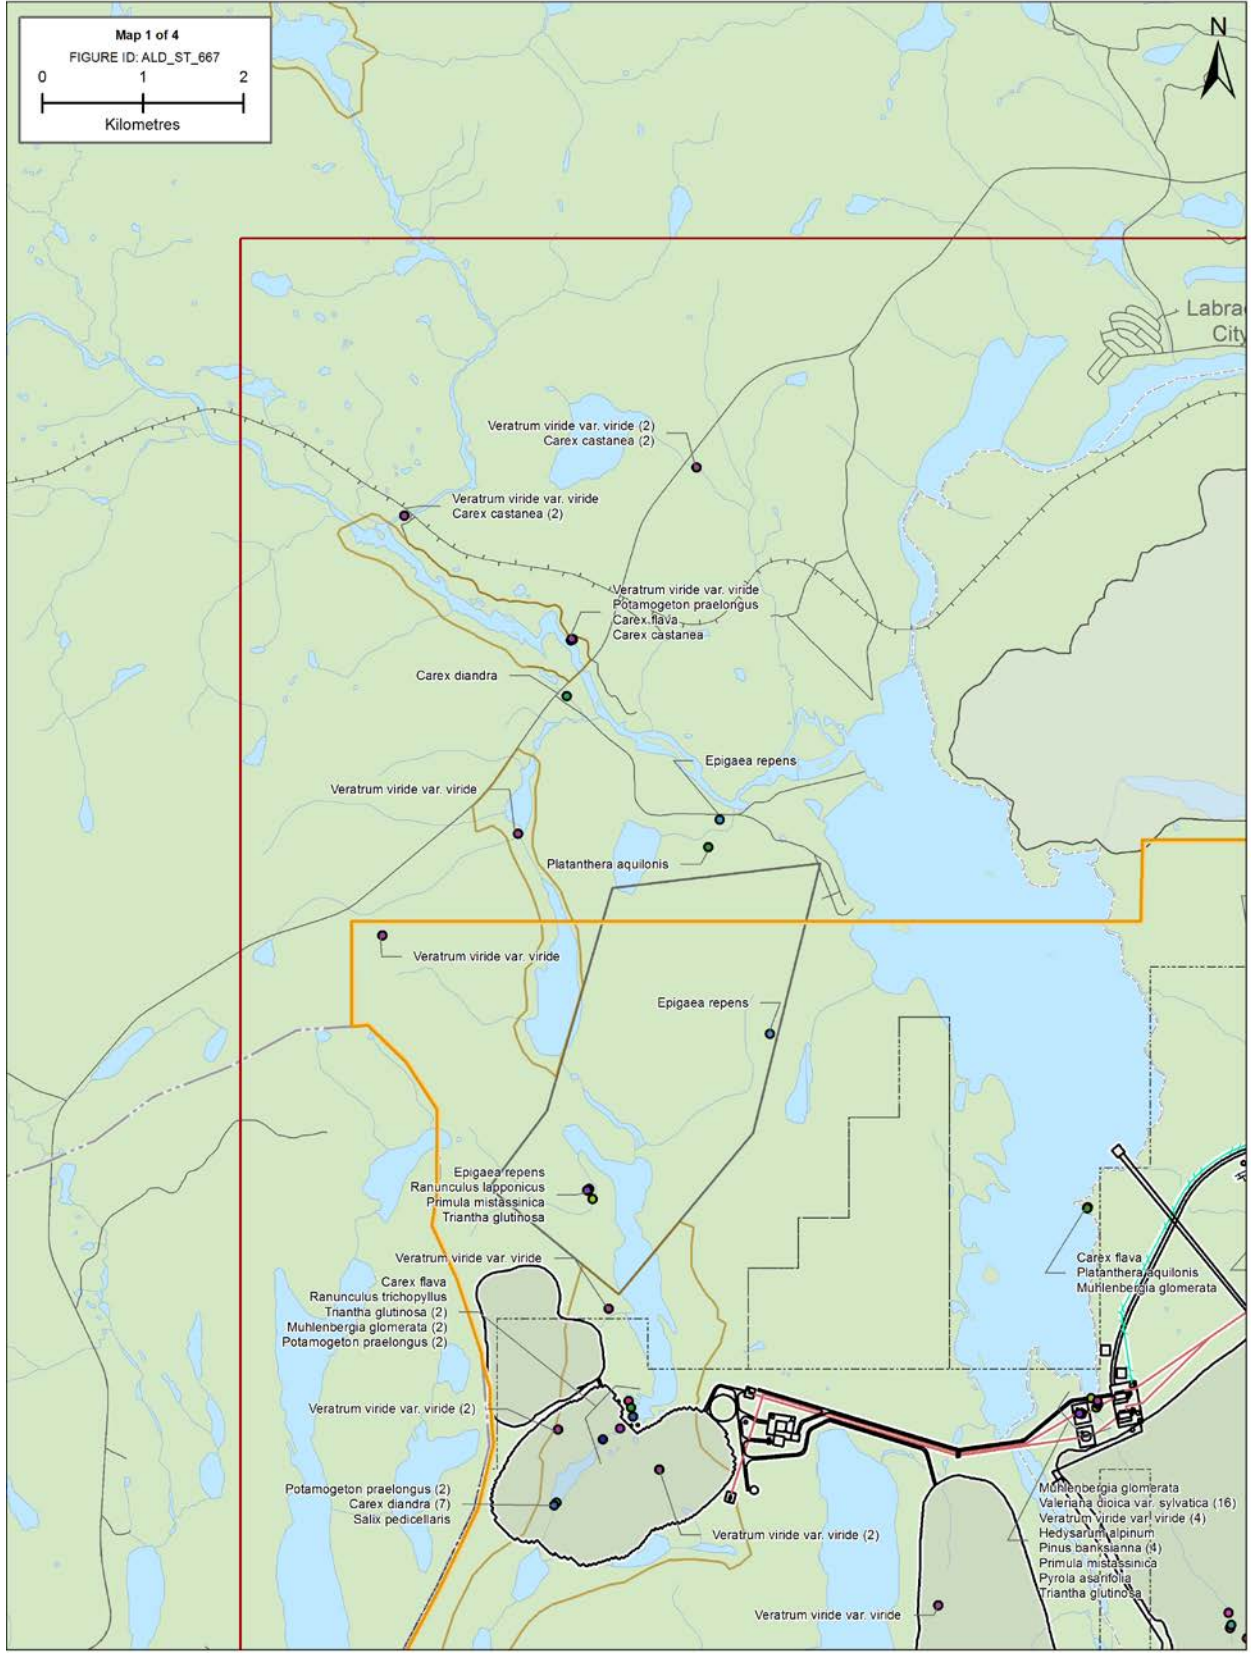 Map 1 of 4
FIGURE ID: ALD_ST_667
0 1 2
Kilometres
N
Labra
City
Veratrum viride var. viride (2)
Carex castanea (2)
Veratrum viride var. viride
Carex castanea (2)
Veratrum viride var. viride
Potamogeton praelongus
Carex flava
Carex castanea
Carex diandra
Epigaea repens
Veratrum viride var. viride
Platanthera aquilonis
Veratrum viride var. viride
Epigaea repens
Epigaea repens
Ranunculus lapponicus
Primula mistassinica
Triantha glutinosa
Veratrum viride var. viride
Carex flava
Ranunculus trichopyllus
Triantha glutinosa (2)
Muhlenbergia glomerata (2)
Potamogeton praelongus (2)
Carex flava
Platanthera aquilonis
Muhlenbergia glomerata
Veratrum viride var. viride (2)
Potamogeton praelongus (2)
Carex diandra (7)
Salix pedicellaris
Veratrum viride var. viride (2)
Muhlenbergia glomerata
Valeriana dioica var. sylvatica (16)
Veratrum viride var. viride (4)
Hedysarum alpinum
Pinus banksianna (4)
Primula mistassinica
Pyrola asarifolia
Triantha glutinosa
Veratrum viride var. viride